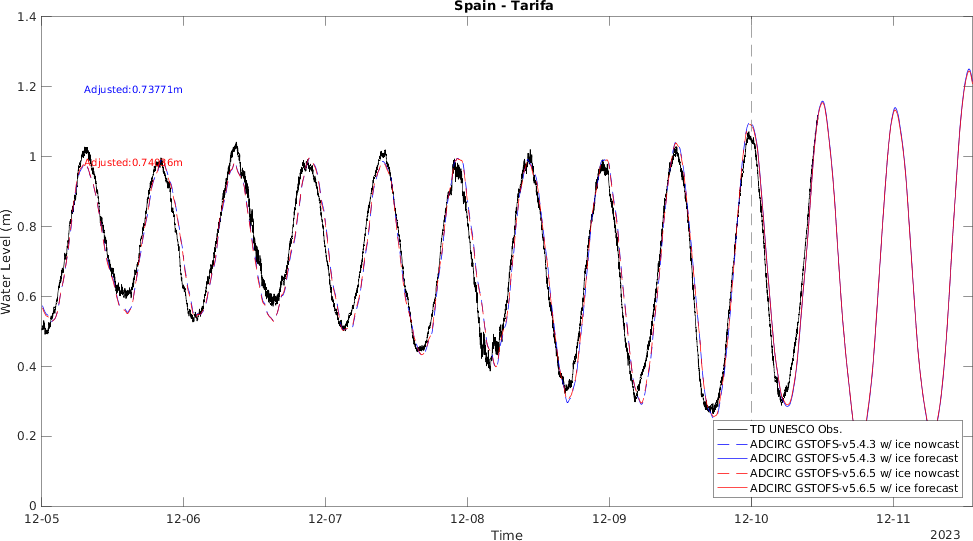 Spain - Tarifa
1.4
1.2
1
0.8
0.6
0.4
0.2
0
Water Level (m)
Adjusted:0.73771m
TD UNESCO Obs.
ADCIRC GSTOFS-v5.4.3 w/ ice nowcast
ADCIRC GSTOFS-v5.4.3 w/ ice forecast
ADCIRC GSTOFS-v5.6.5 w/ ice nowcast
ADCIRC GSTOFS-v5.6.5 w/ ice forecast
12-05
12-06
12-07
12-08
12-09
12-10
12-11
Time
2023